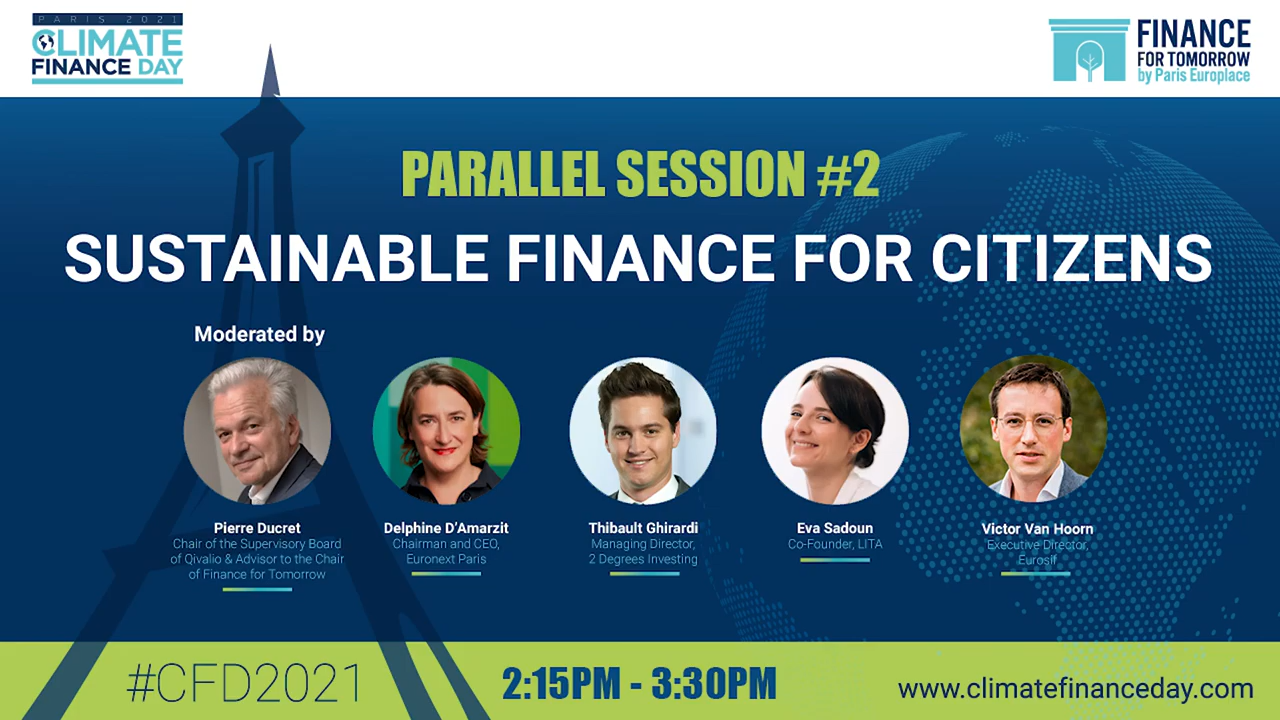 PARIS 2021
CLIMATE
FINANCE DAY
FINANCE
FOR TOMORROW
by Paris Europlace
PARALLEL SESSION #2
SUSTAINABLE FINANCE FOR CITIZENS
Moderated by
Pierre Ducret
Chair of the Supervisory Board
of Qivalio & Advisor to the Chair
of Finance for Tomorrow
Delphine D'Amarzit
Chairman and CEO,
Euronext Paris
Thibault Ghirardi
Managing Director,
2 Degrees Investing
Eva Sadoun
Co-Founder, LITA
Victor Van Hoorn
Executive Director,
Eurosif
#CFD2021
2:15PM - 3:30PM
www.climatefinanceday.com